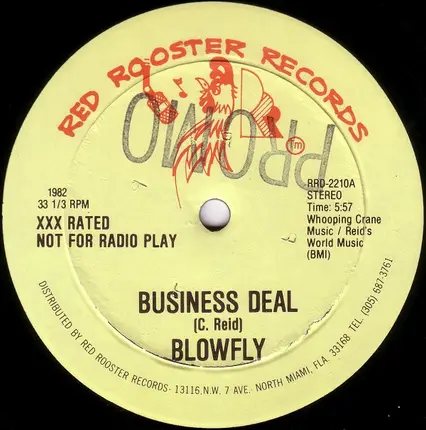 RED ROOSTER RECORDS
PROMO
TM
1982
33 1/3 RPM
XXX RATED
NOT FOR RADIO PLAY
RRD-2210A
STEREO
Time: 5:57
Whooping Crane
Music / Reid's
World Music
(BMI)
BUSINESS DEAL
(C. Reid)
BLOWFLY
DISTRIBUTED BY RED ROOSTER RECORDS- 13116.N.W. 7 AVE. NORTH MIAMI, FLA. 33168 TEL. (305) 687-3761